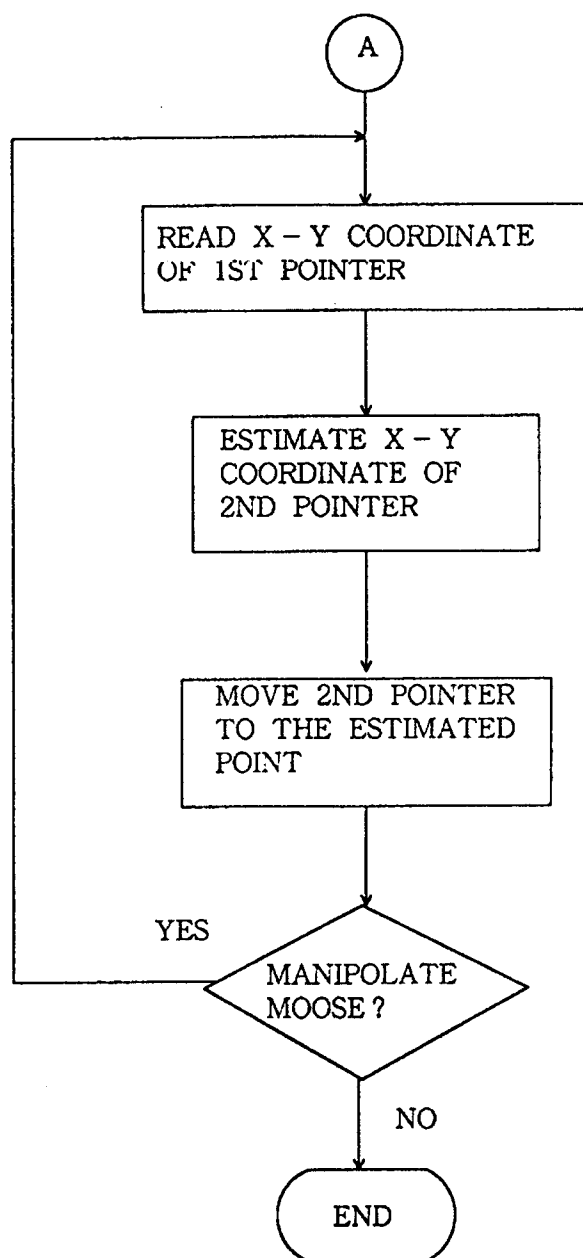 A
READ X – Y COORDINATE
OF 1ST POINTER
ESTIMATE X – Y
COORDINATE OF
2ND POINTER
MOVE 2ND POINTER
TO THE ESTIMATED
POINT
YES
MANIPOLATE
MOOSE ?
NO
END